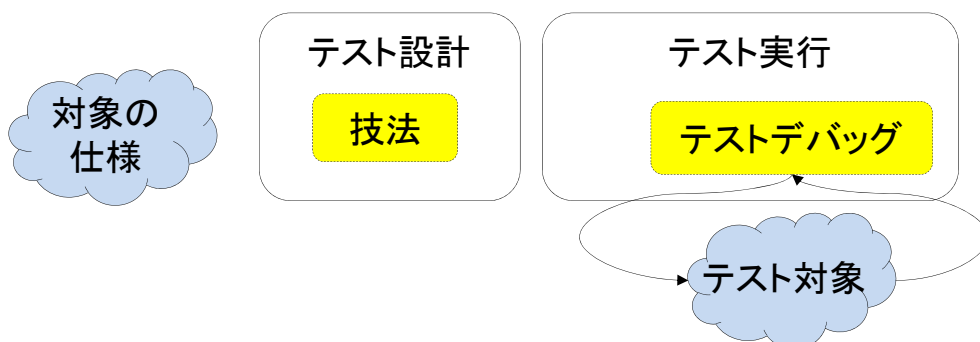 対象の
仕様
テスト設計
技法
テスト実行
テストデバッグ
テスト対象